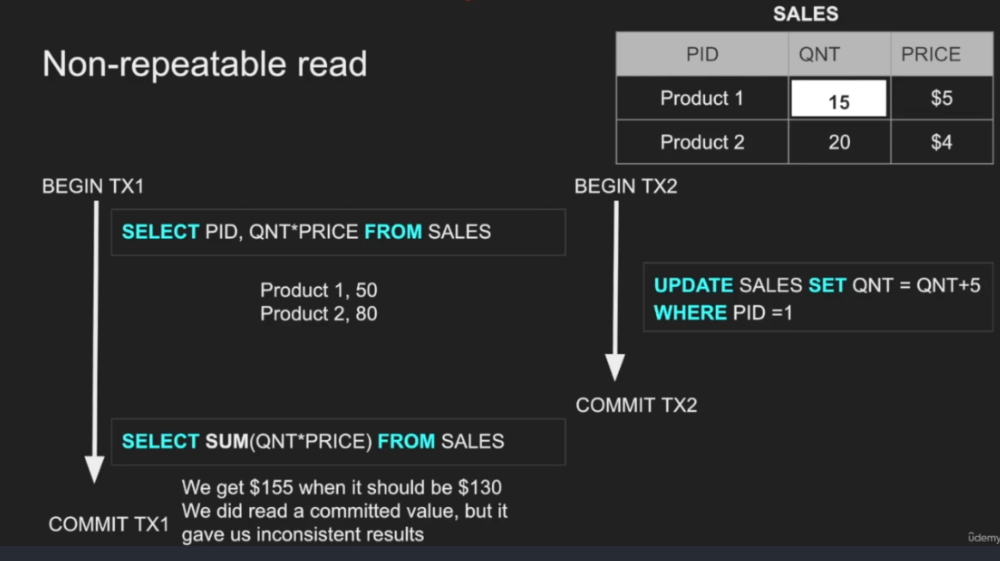 SALES
Non-repeatable read
PID QNT PRICE
Product 1 15 $5
Product 2 20 $4
BEGIN TX1
BEGIN TX2
SELECT PID, QNT*PRICE FROM SALES
Product 1, 50
Product 2, 80
UPDATE SALES SET QNT = QNT+5
WHERE PID =1
COMMIT TX2
SELECT SUM(QNT*PRICE) FROM SALES
We get $155 when it should be $130
We did read a committed value, but it
gave us inconsistent results
COMMIT TX1
ûdemy